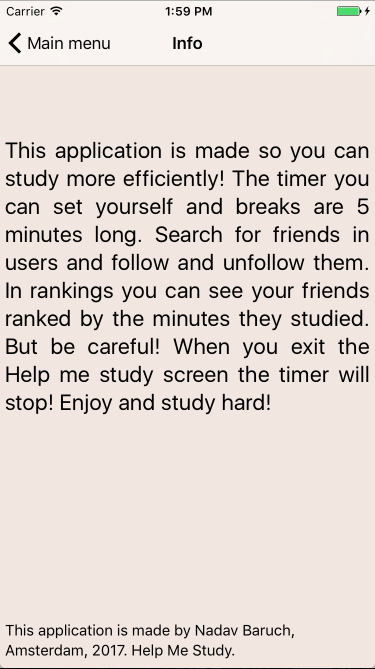 Carrier 1:59 PM
Main menu Info
This application is made so you can
study more efficiently! The timer you
can set yourself and breaks are 5
minutes long. Search for friends in
users and follow and unfollow them.
In rankings you can see your friends
ranked by the minutes they studied.
But be careful! When you exit the
Help me study screen the timer will
stop! Enjoy and study hard!
This application is made by Nadav Baruch,
Amsterdam, 2017. Help Me Study.